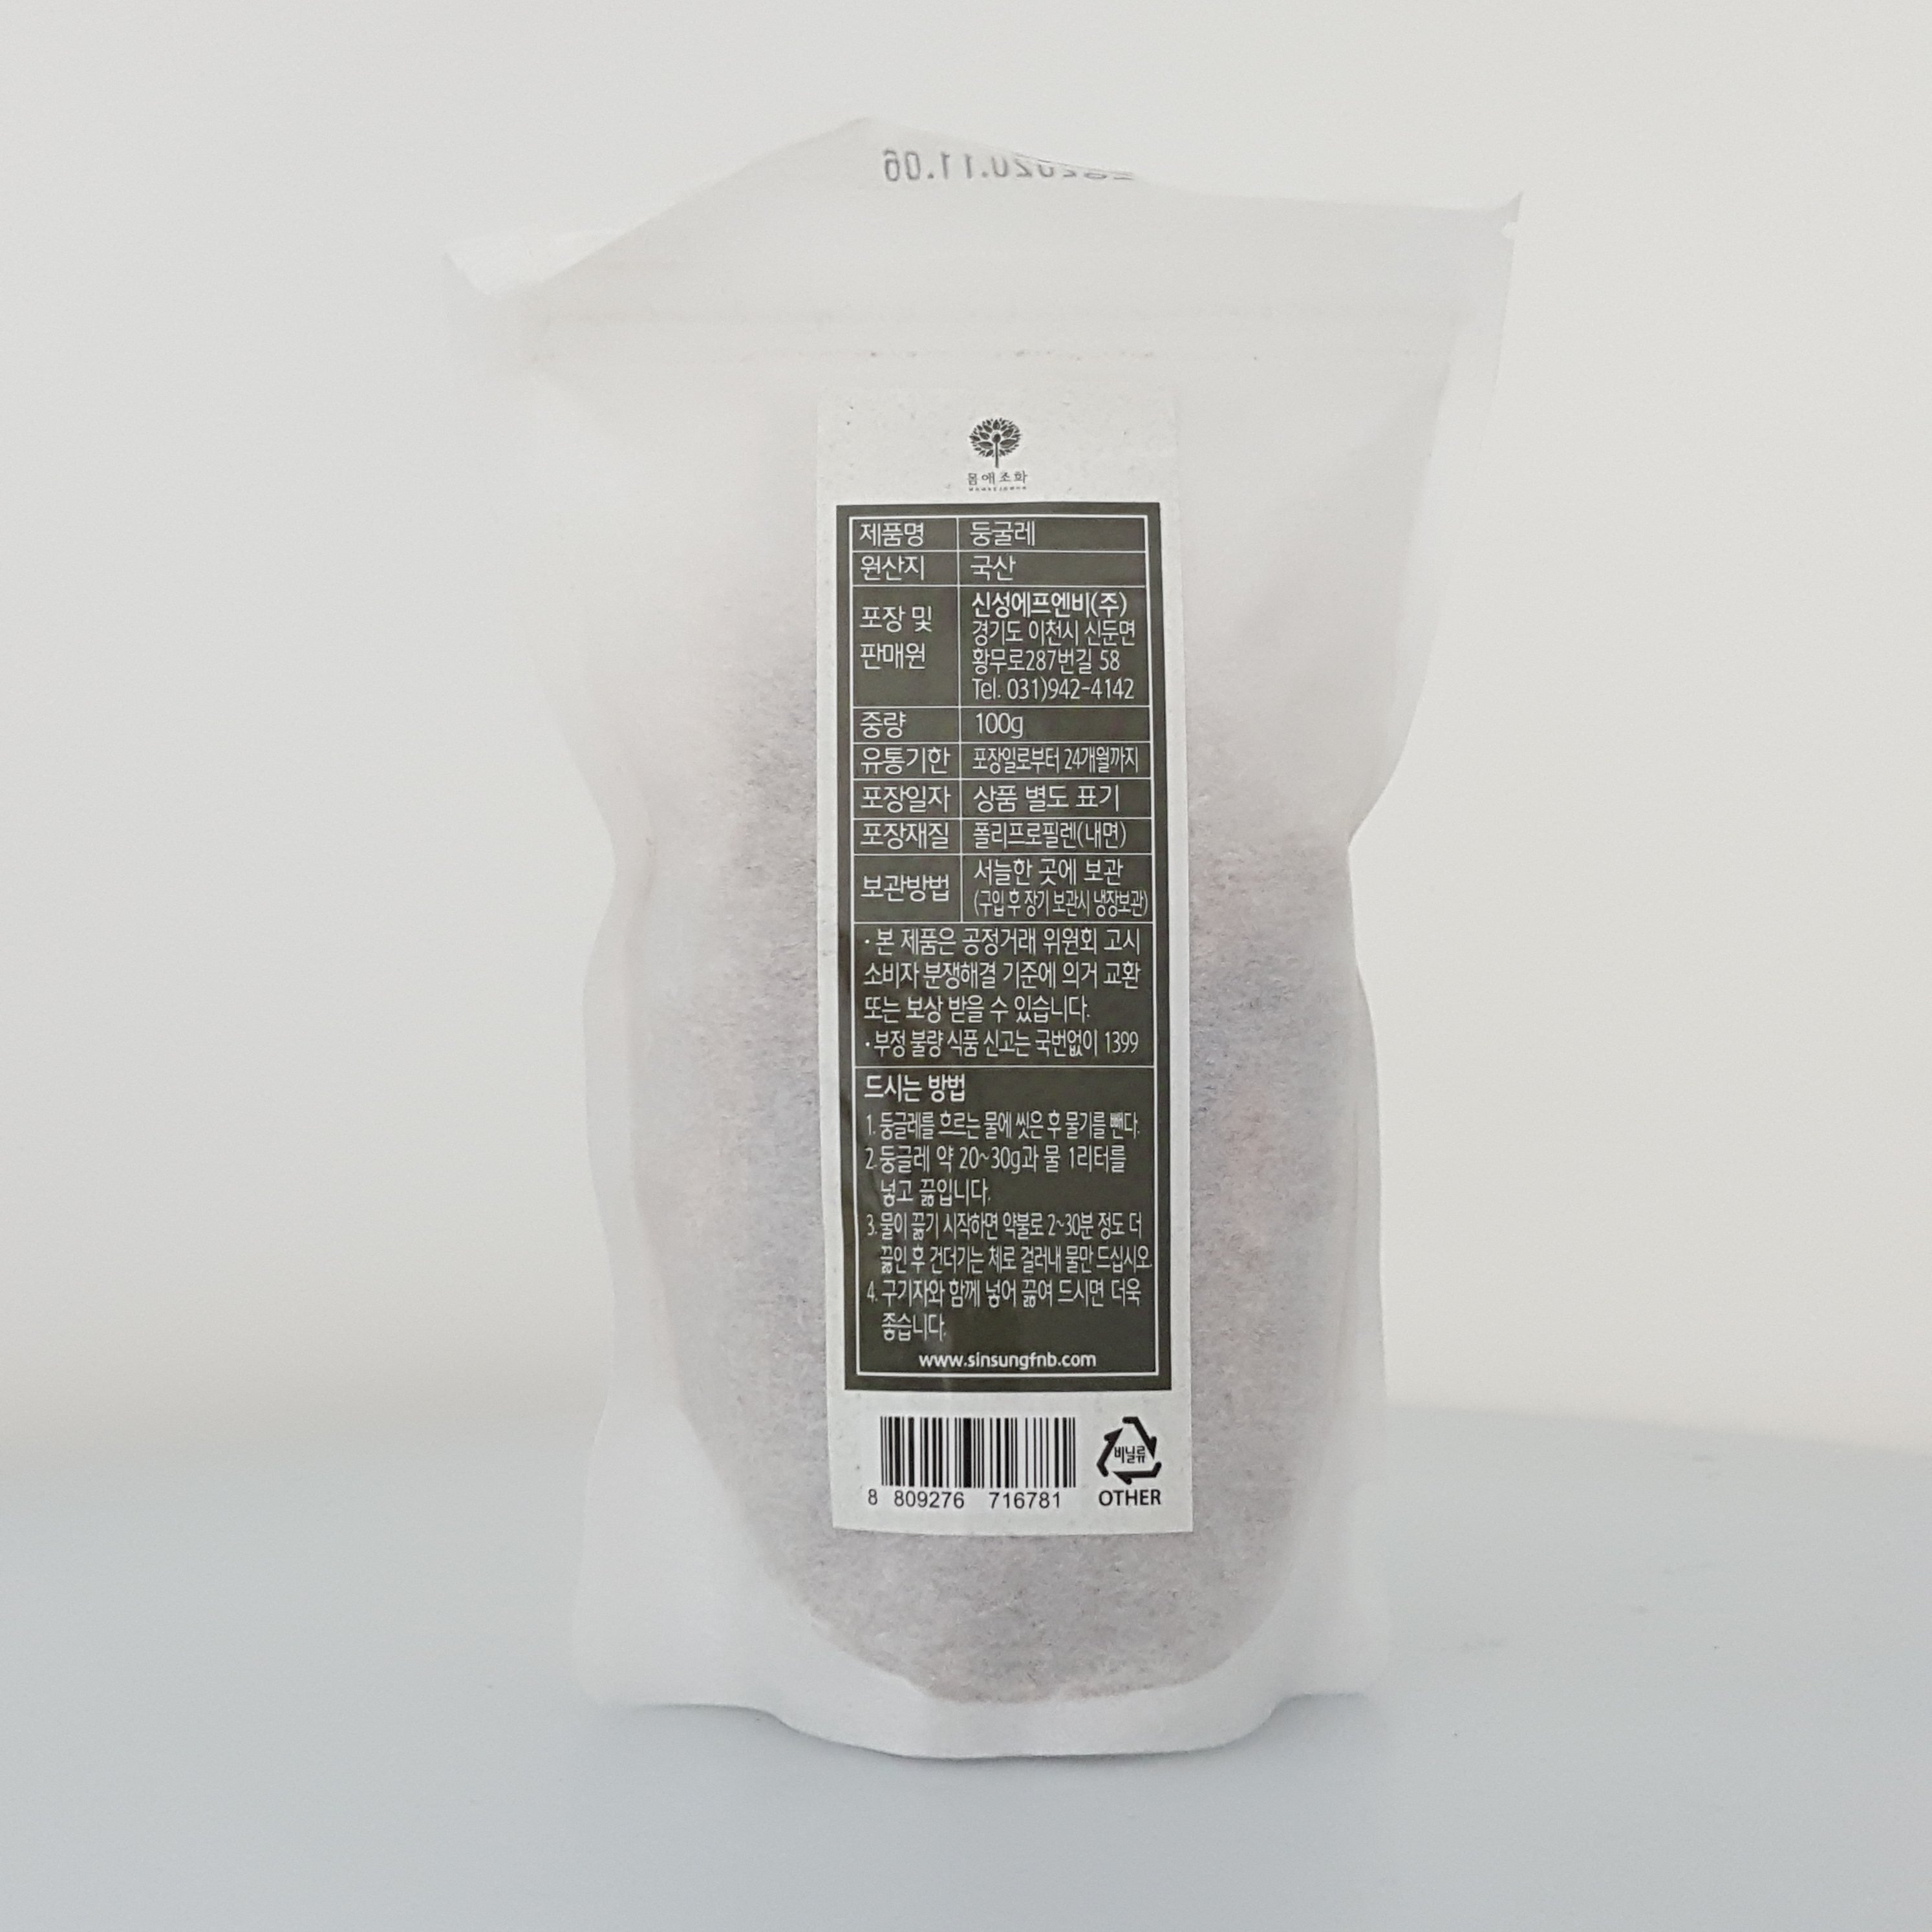 2020.11.06
몸애조화
제품명 둥굴레
원산지 국산
포장 및 판매원 신성에프엔비(주)
경기도 이천시 신둔면
황무로287번길 58
Tel. 031)942-4142
중량 100g
유통기한 포장일로부터 24개월까지
포장일자 상품 별도 표기
포장재질 폴리프로필렌(내면)
보관방법 서늘한 곳에 보관
(구입 후 장기 보관시 냉장보관)
· 본 제품은 공정거래 위원회 고시
소비자 분쟁해결 기준에 의거 교환
또는 보상 받을 수 있습니다.
· 부정 불량 식품 신고는 국번없이 1399
드시는 방법
1. 둥글레를 흐르는 물에 씻은 후 물기를 뺀다.
2. 둥글레 약 20~30g과 물 1리터를
넣고 끓입니다.
3. 물이 끓기 시작하면 약불로 2~30분 정도 더
끓인 후 건더기는 체로 걸러내 물만 드십시오.
4. 구기자와 함께 넣어 끓여 드시면 더욱
좋습니다.
www.sinsungfnb.com
8 809276 716781
비닐류
OTHER